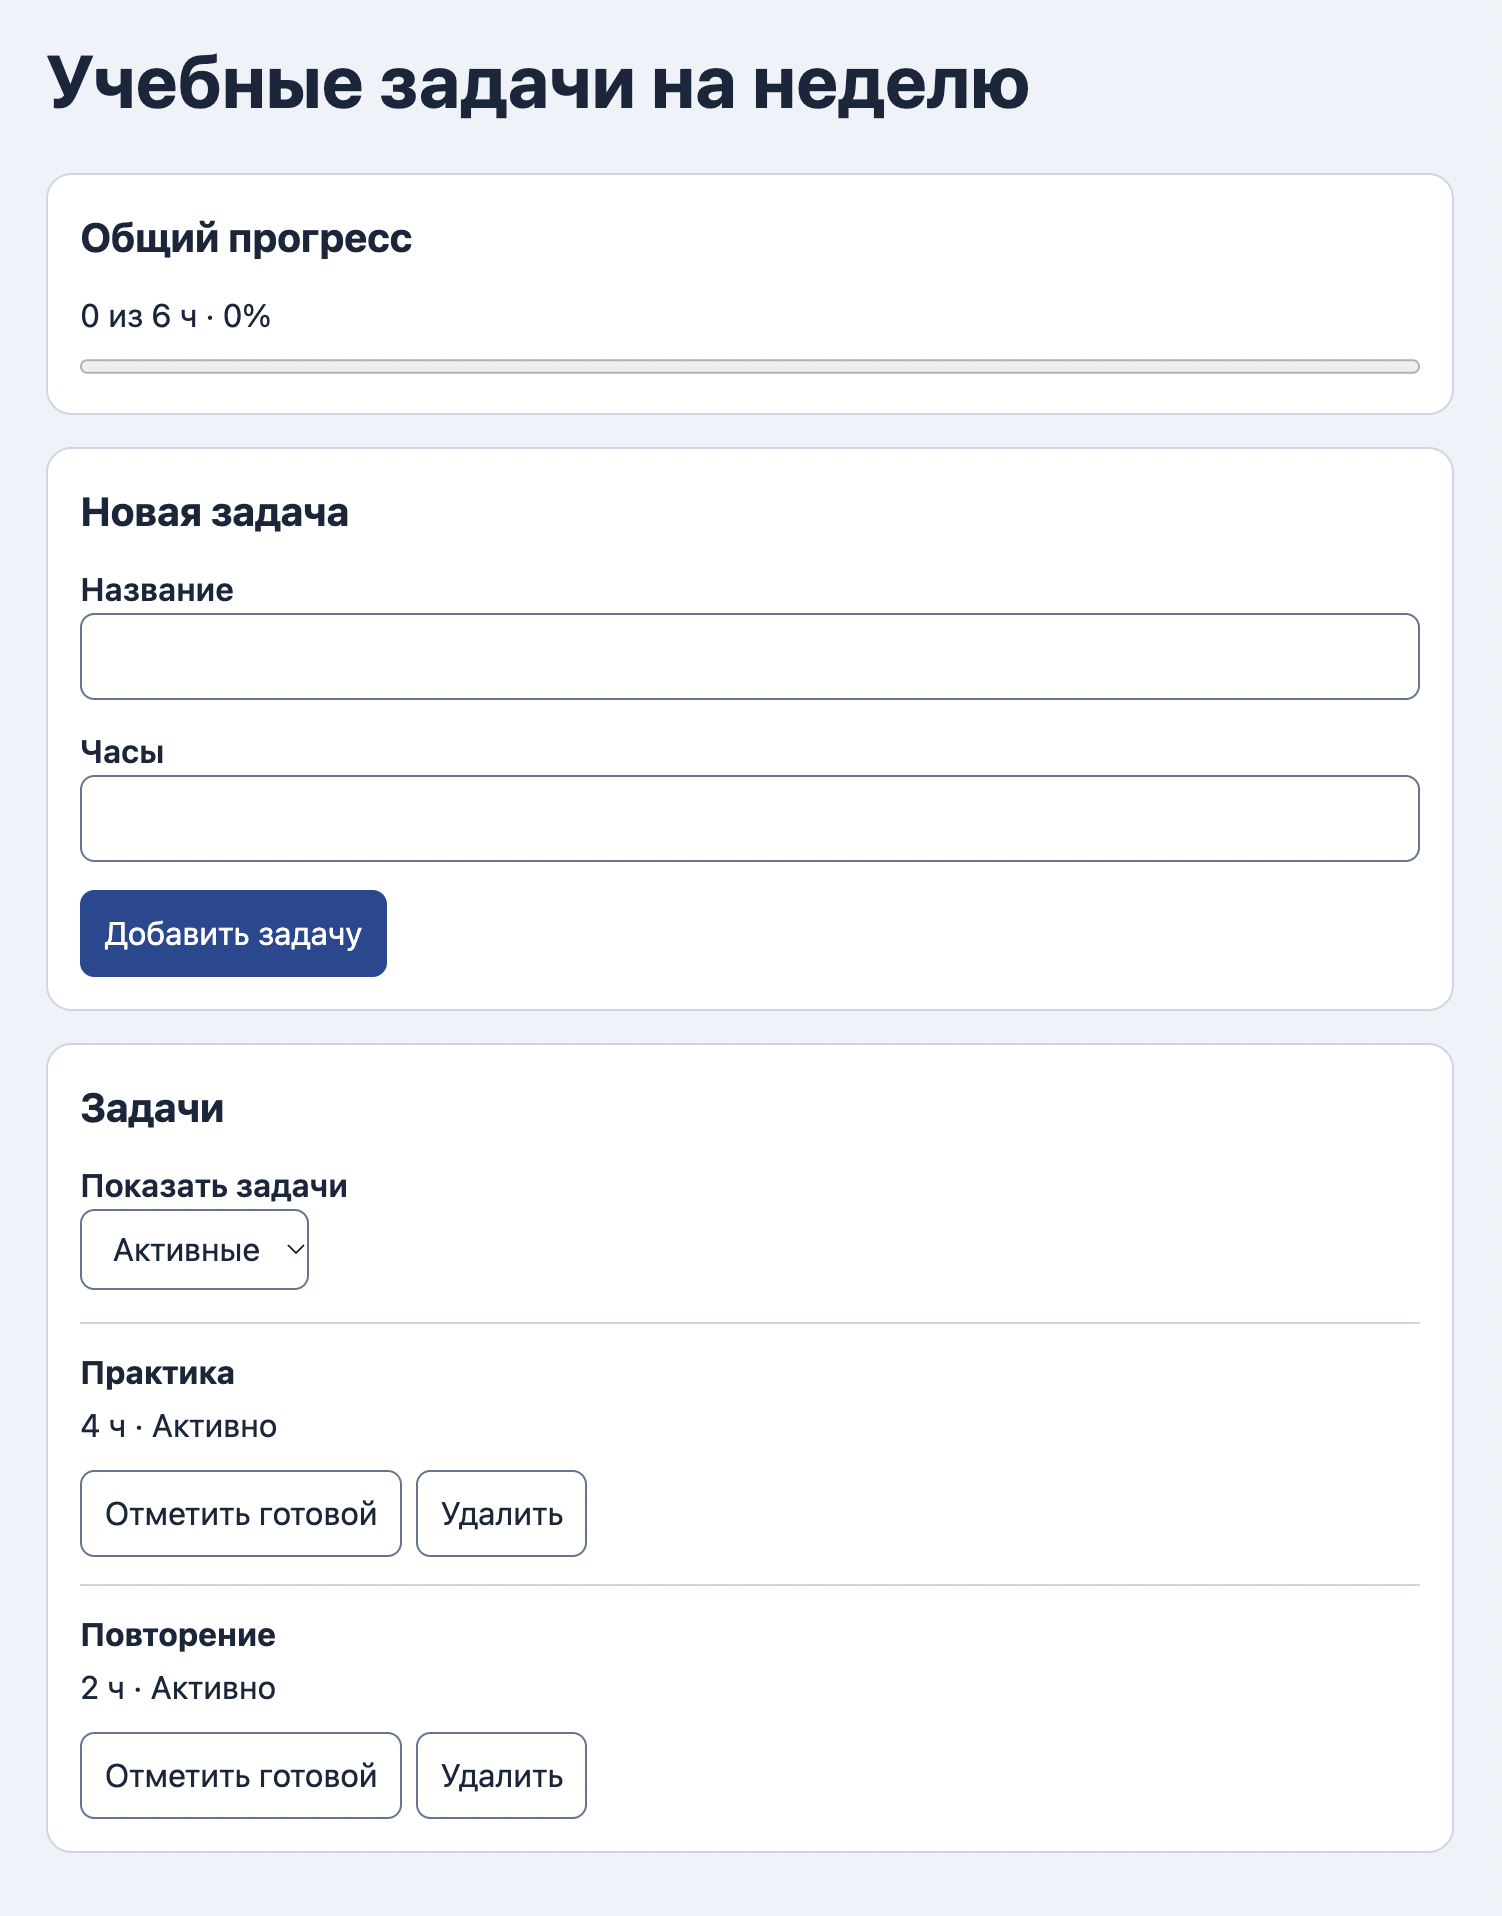 Учебные задачи на неделю
Общий прогресс
0 из 6 ч · 0%
Новая задача
Название
Часы
Добавить задачу
Задачи
Показать задачи
Активные
Практика
4 ч · Активно
Отметить готовой Удалить
Повторение
2 ч · Активно
Отметить готовой Удалить